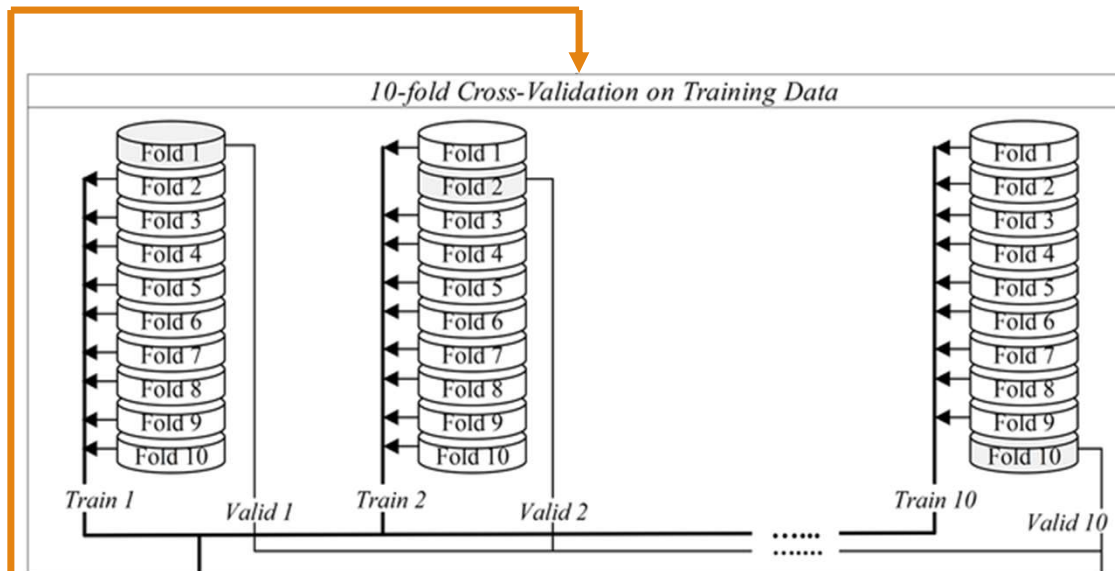 10-fold Cross-Validation on Training Data
Fold 1
Fold 2
Fold 3
Fold 4
Fold 5
Fold 6
Fold 7
Fold 8
Fold 9
Fold 10
Train 1
Valid 1
Fold 1
Fold 2
Fold 3
Fold 4
Fold 5
Fold 6
Fold 7
Fold 8
Fold 9
Fold 10
Train 2
Valid 2
Fold 1
Fold 2
Fold 3
Fold 4
Fold 5
Fold 6
Fold 7
Fold 8
Fold 9
Fold 10
Train 10
Valid 10
......
.......